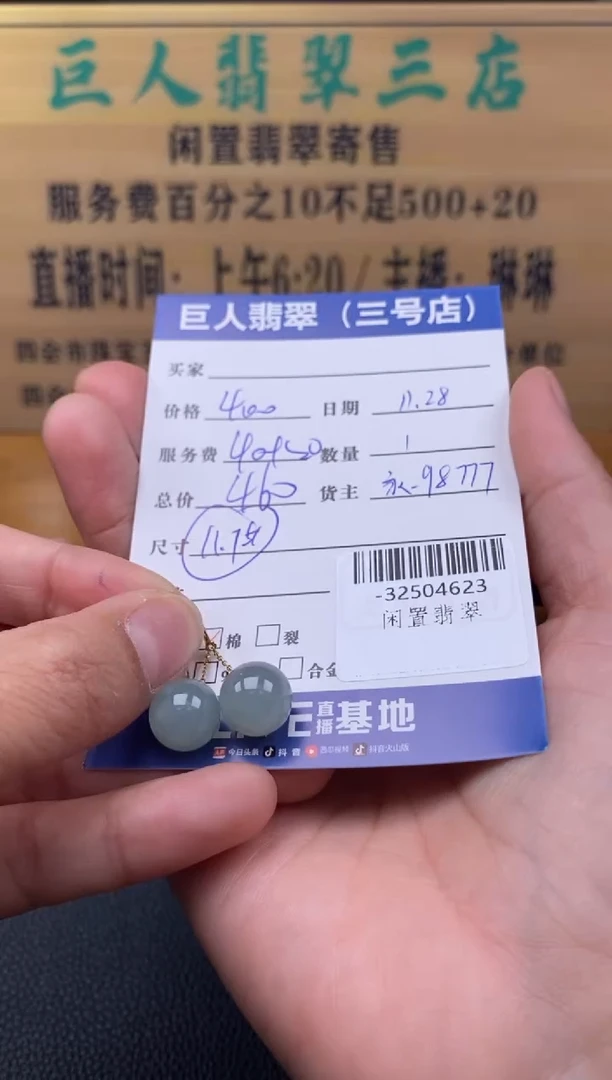 巨人翡翠三店
闲置翡翠寄售
服务费百分之10不足500+20
直播时间：上午6:20/主播：琳琳
巨人翡翠（三号店）
买家
价格 400 日期 11.28
服务费 40+20 数量 1
总价 460 货主 永-98777
尺寸 11.7
-32504623
闲置翡翠
棉 裂
合金
直播基地
今日头条 抖音 西瓜视频 抖音火山版